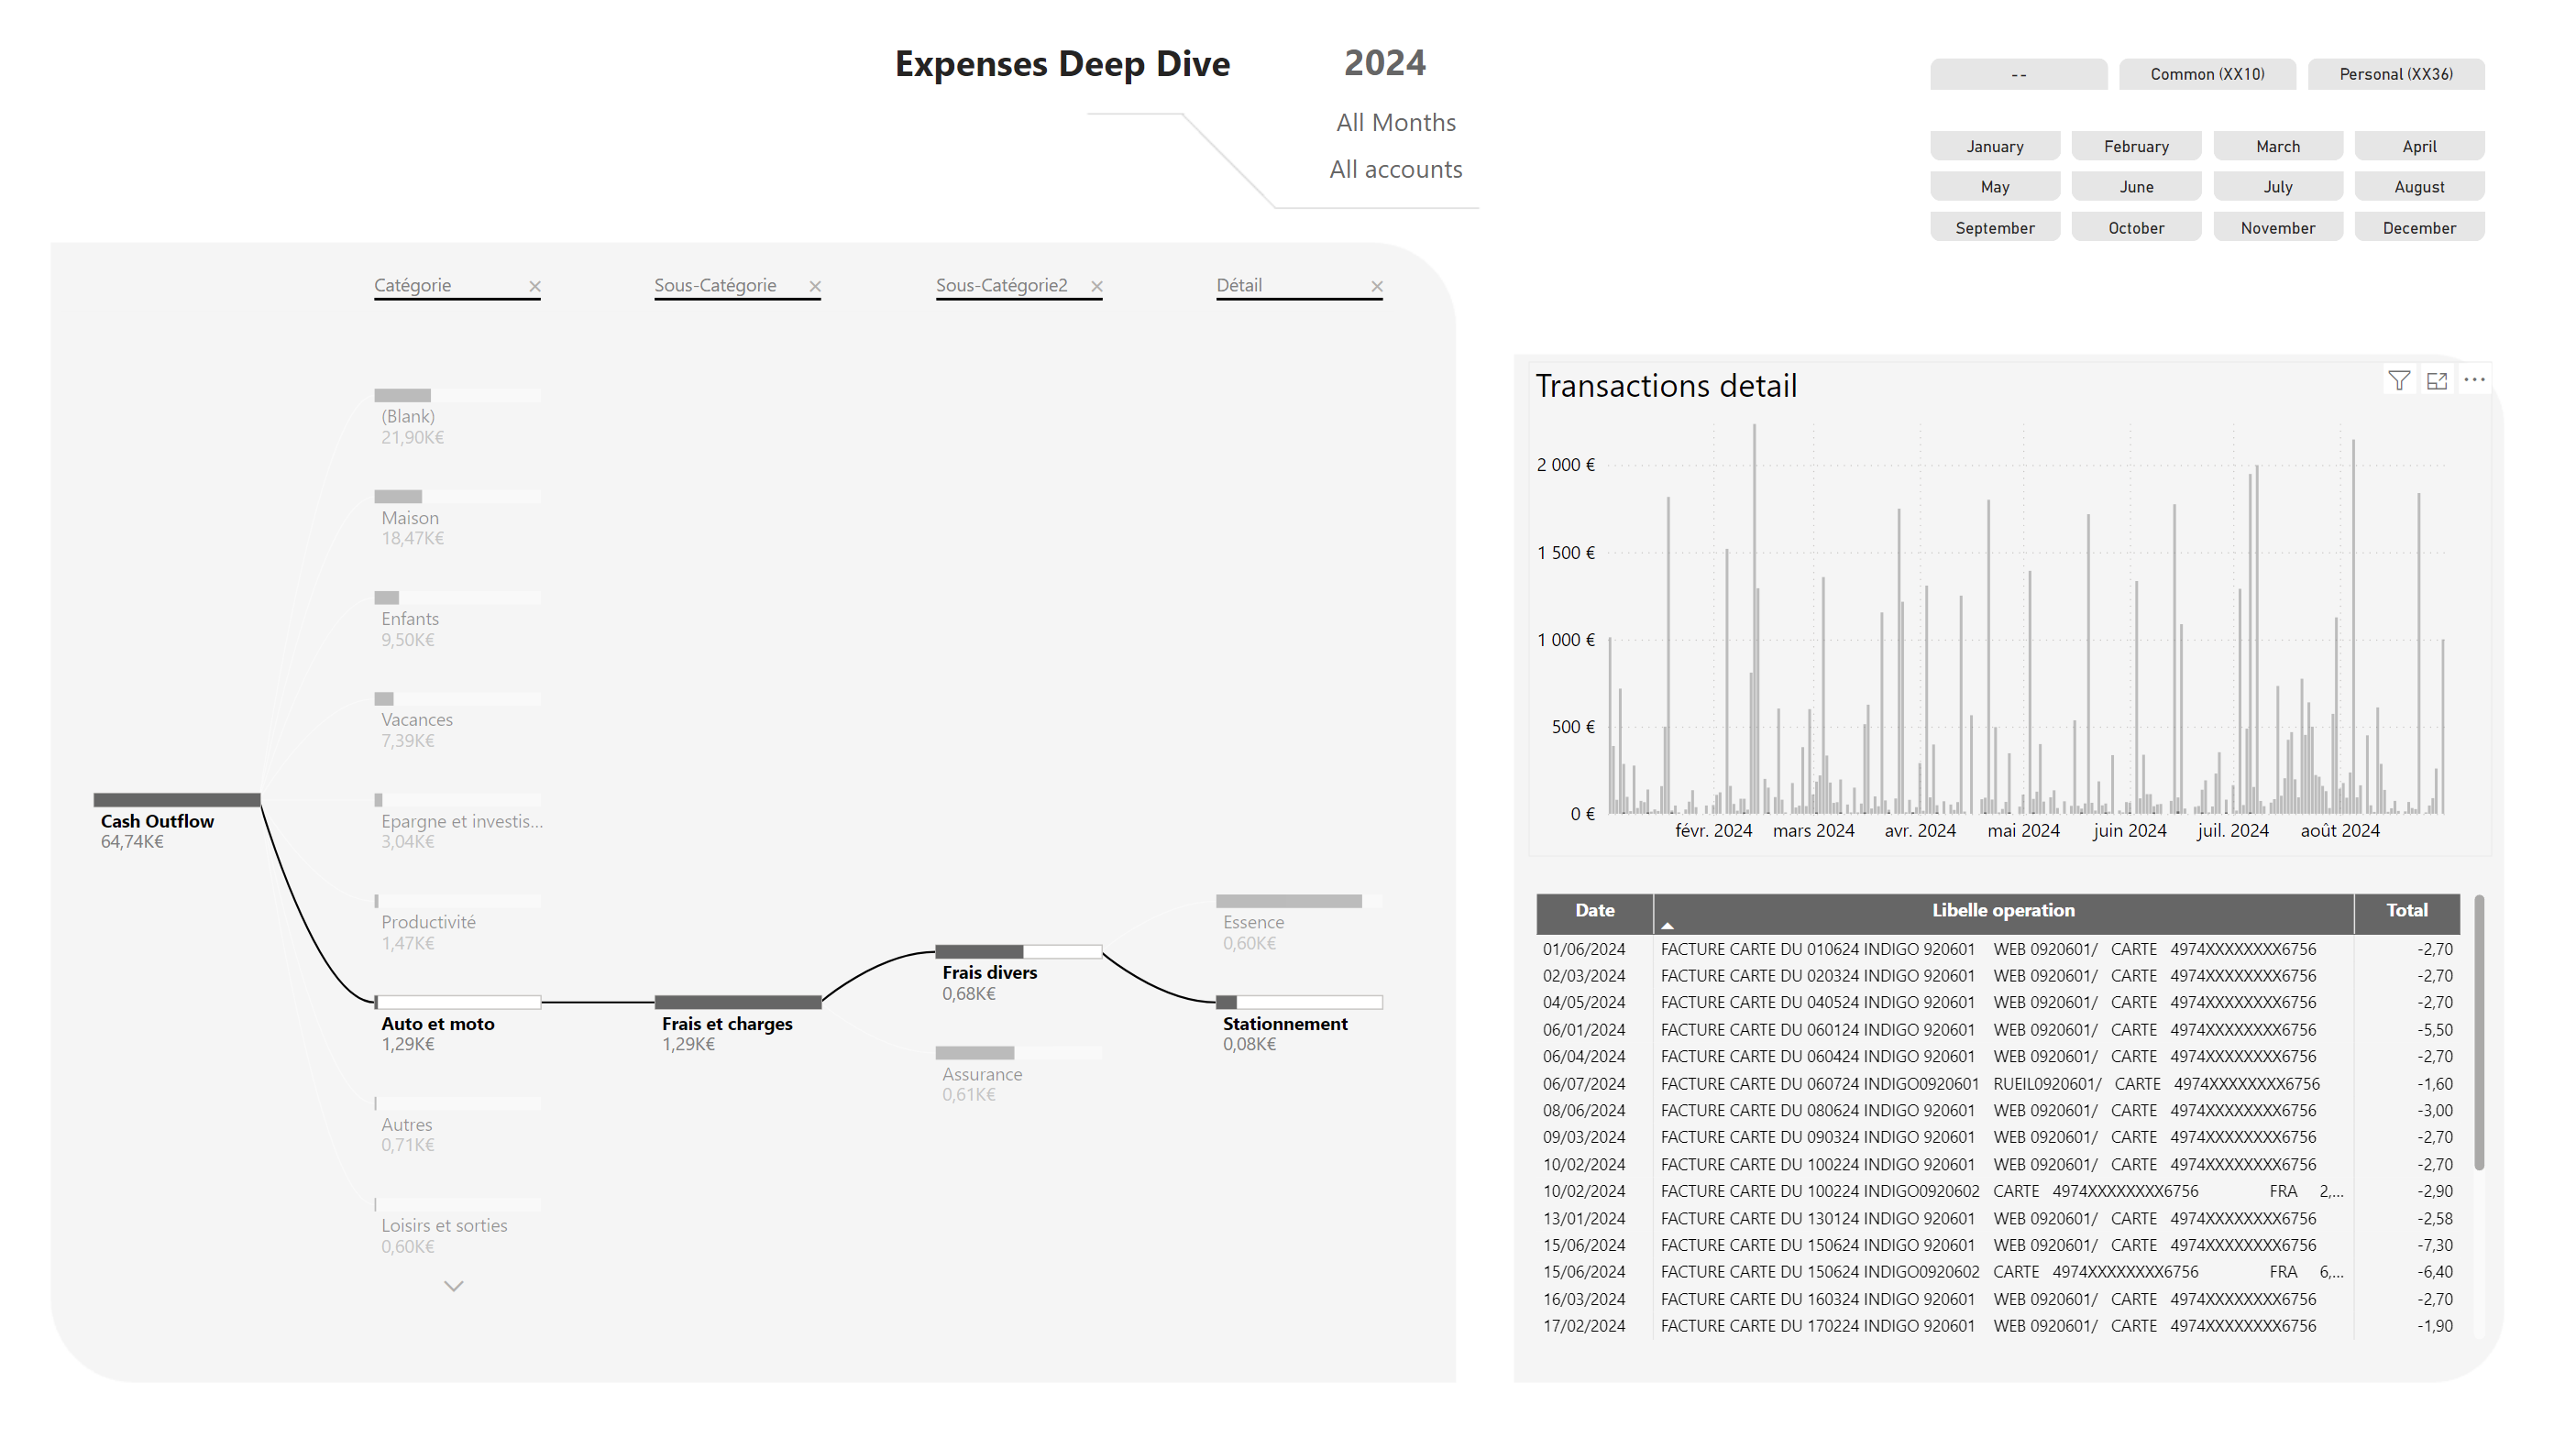 Expenses Deep Dive
2024
All Months
All accounts
- -
Common (XX10)
Personal (XX36)
January
February
March
April
May
June
July
August
September
October
November
December
Catégorie
Sous-Catégorie
Sous-Catégorie2
Détail
(Blank)
21,90K€
Maison
18,47K€
Enfants
9,50K€
Vacances
7,39K€
Cash Outflow
64,74K€
Epargne et investis...
3,04K€
Productivité
1,47K€
Auto et moto
1,29K€
Autres
0,71K€
Loisirs et sorties
0,60K€
Frais et charges
1,29K€
Frais divers
0,68K€
Assurance
0,61K€
Essence
0,60K€
Stationnement
0,08K€
Transactions detail
2 000 €
1 500 €
1 000 €
500 €
0 €
févr. 2024 mars 2024 avr. 2024 mai 2024 juin 2024 juil. 2024 août 2024
Date Libelle operation Total
01/06/2024 FACTURE CARTE DU 010624 INDIGO 920601 WEB 0920601/ CARTE 4974XXXXXXXX6756 -2,70
02/03/2024 FACTURE CARTE DU 020324 INDIGO 920601 WEB 0920601/ CARTE 4974XXXXXXXX6756 -2,70
04/05/2024 FACTURE CARTE DU 040524 INDIGO 920601 WEB 0920601/ CARTE 4974XXXXXXXX6756 -2,70
06/01/2024 FACTURE CARTE DU 060124 INDIGO 920601 WEB 0920601/ CARTE 4974XXXXXXXX6756 -5,50
06/04/2024 FACTURE CARTE DU 060424 INDIGO 920601 WEB 0920601/ CARTE 4974XXXXXXXX6756 -2,70
06/07/2024 FACTURE CARTE DU 060724 INDIGO0920601 RUEIL0920601/ CARTE 4974XXXXXXXX6756 -1,60
08/06/2024 FACTURE CARTE DU 080624 INDIGO 920601 WEB 0920601/ CARTE 4974XXXXXXXX6756 -3,00
09/03/2024 FACTURE CARTE DU 090324 INDIGO 920601 WEB 0920601/ CARTE 4974XXXXXXXX6756 -2,70
10/02/2024 FACTURE CARTE DU 100224 INDIGO 920601 WEB 0920601/ CARTE 4974XXXXXXXX6756 -2,70
10/02/2024 FACTURE CARTE DU 100224 INDIGO0920602 CARTE 4974XXXXXXXX6756 FRA 2,... -2,90
13/01/2024 FACTURE CARTE DU 130124 INDIGO 920601 WEB 0920601/ CARTE 4974XXXXXXXX6756 -2,58
15/06/2024 FACTURE CARTE DU 150624 INDIGO 920601 WEB 0920601/ CARTE 4974XXXXXXXX6756 -7,30
15/06/2024 FACTURE CARTE DU 150624 INDIGO0920602 CARTE 4974XXXXXXXX6756 FRA 6,... -6,40
16/03/2024 FACTURE CARTE DU 160324 INDIGO 920601 WEB 0920601/ CARTE 4974XXXXXXXX6756 -2,70
17/02/2024 FACTURE CARTE DU 170224 INDIGO 920601 WEB 0920601/ CARTE 4974XXXXXXXX6756 -1,90